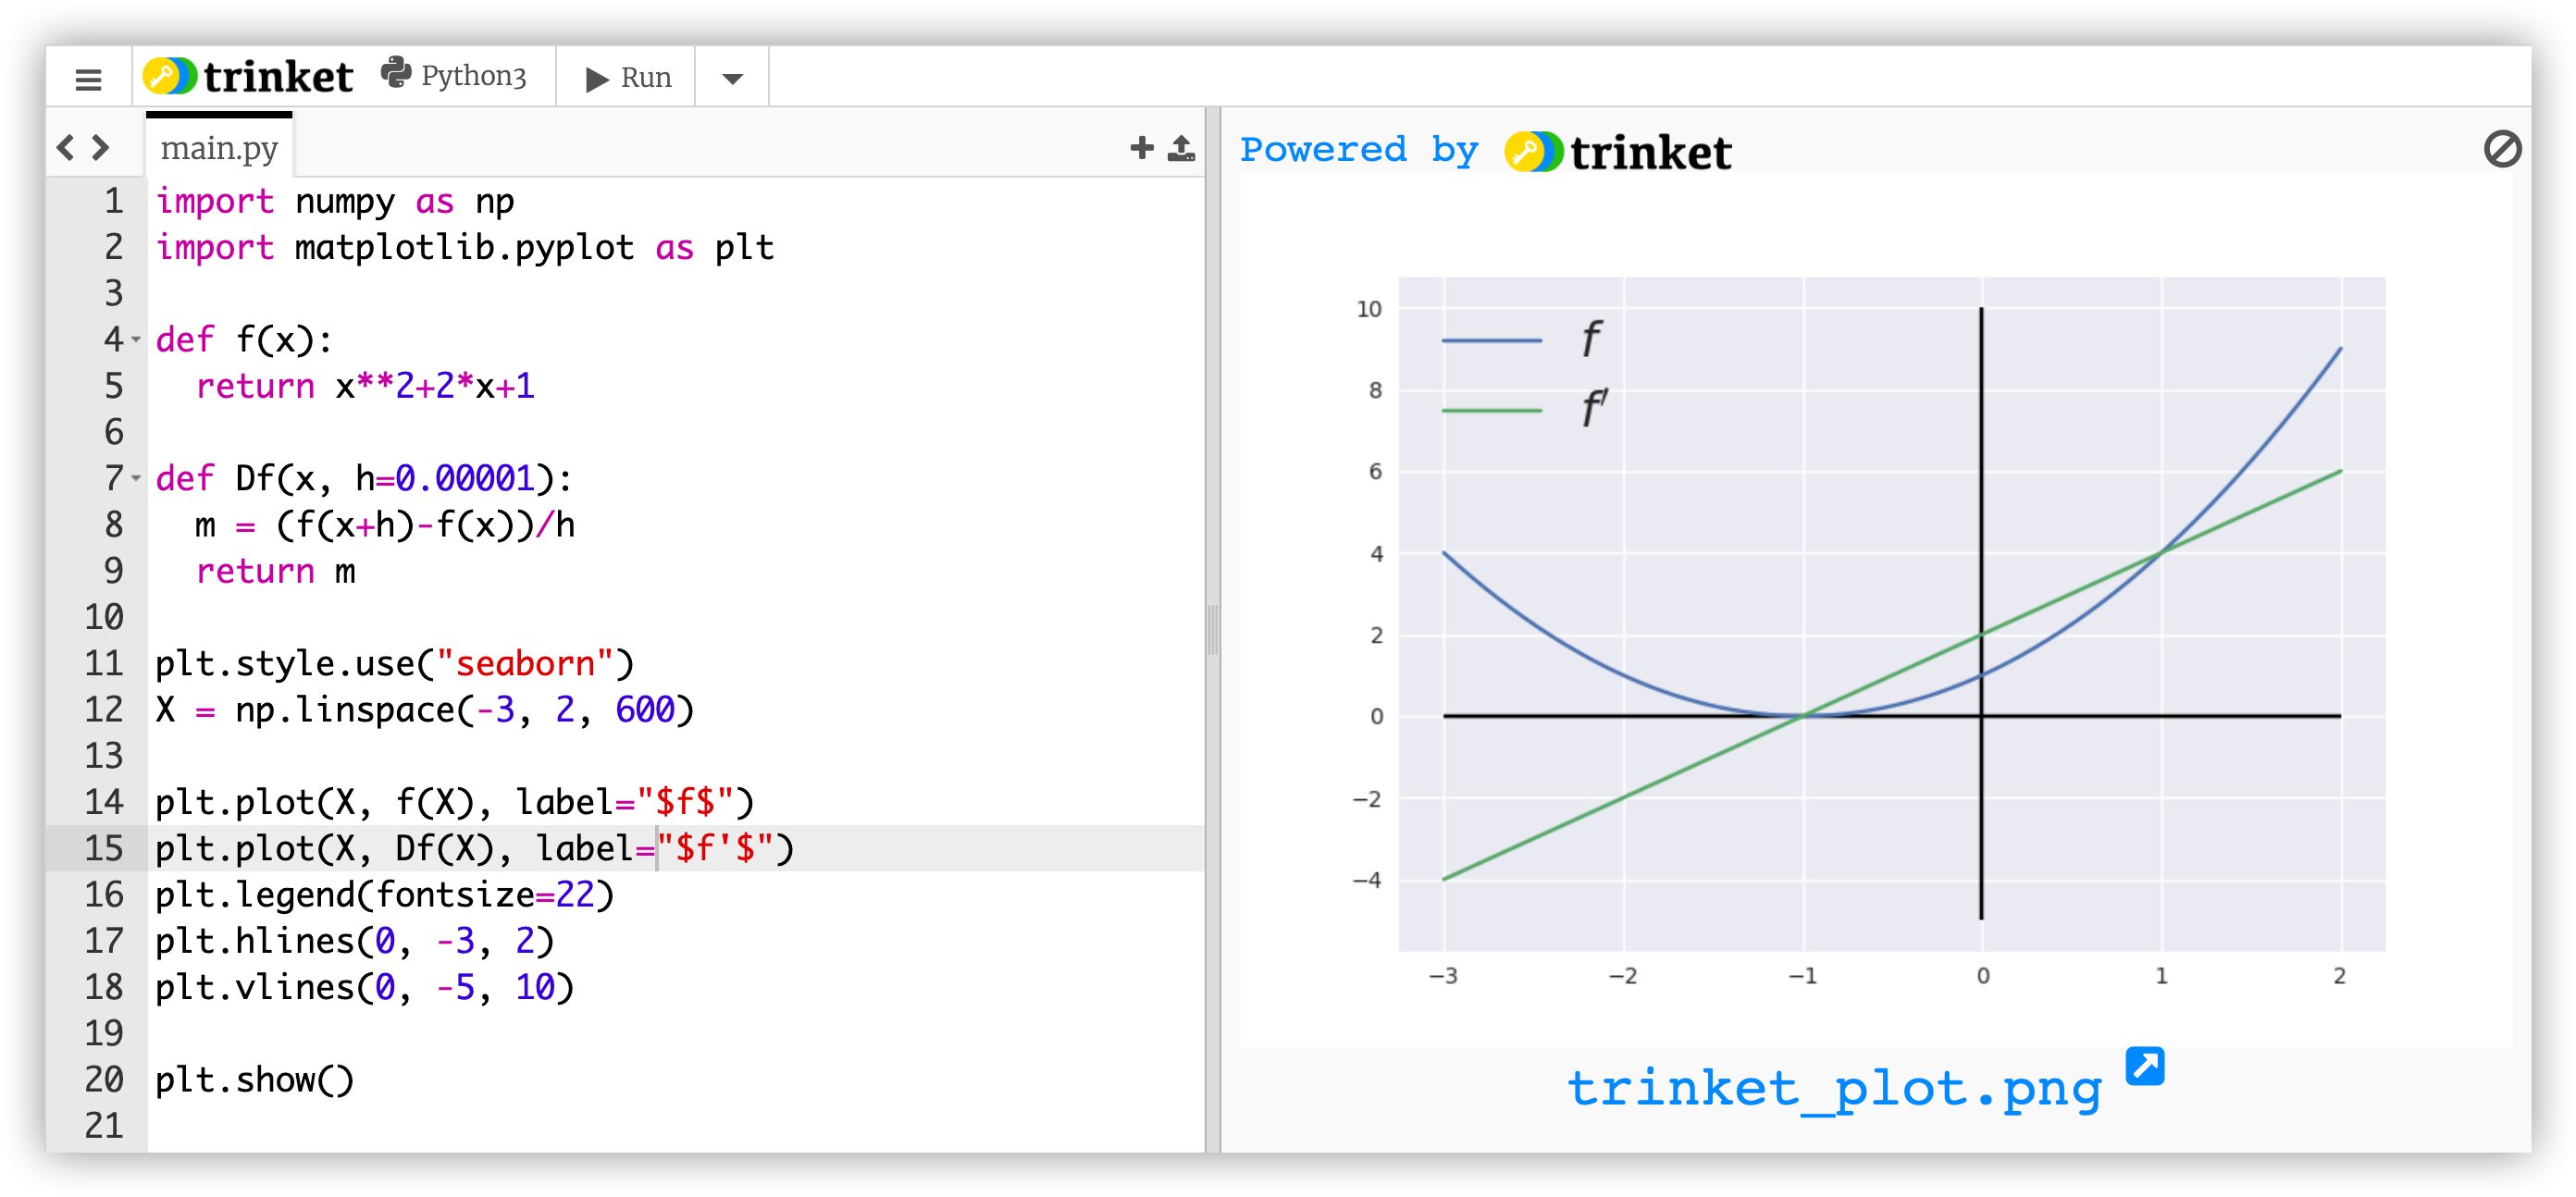 trinket Python3 Run
main.py
1 import numpy as np
2 import matplotlib.pyplot as plt
3
4 def f(x):
5   return x**2+2*x+1
6
7 def Df(x, h=0.00001):
8   m = (f(x+h)-f(x))/h
9   return m
10
11 plt.style.use("seaborn")
12 X = np.linspace(-3, 2, 600)
13
14 plt.plot(X, f(X), label="$f$")
15 plt.plot(X, Df(X), label="$f'$")
16 plt.legend(fontsize=22)
17 plt.hlines(0, -3, 2)
18 plt.vlines(0, -5, 10)
19
20 plt.show()
21
Powered by trinket
f
f′
10
8
6
4
2
0
−2
−4
−3 −2 −1 0 1 2
trinket_plot.png